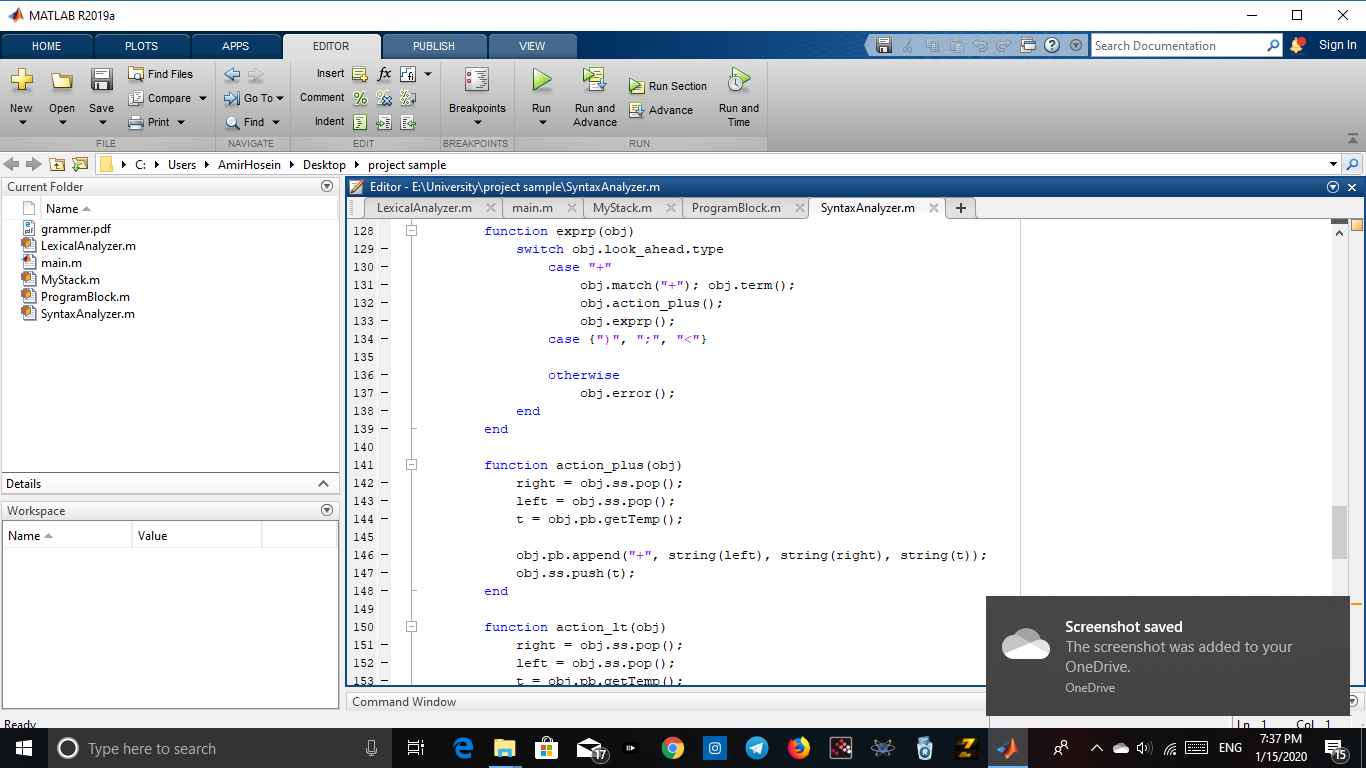 MATLAB R2019a
HOME PLOTS APPS EDITOR PUBLISH VIEW
Search Documentation
Sign In
New Open Save
Find Files
Compare
Print
FILE
Go To
Find
NAVIGATE
Insert
Comment
Indent
EDIT
Breakpoints
BREAKPOINTS
Run
Run and Advance
Run Section
Advance
Run and Time
RUN
C: Users AmirHosein Desktop project sample
Current Folder
Name
grammer.pdf
LexicalAnalyzer.m
main.m
MyStack.m
ProgramBlock.m
SyntaxAnalyzer.m
Details
Workspace
Name Value
Editor - E:\University\project sample\SyntaxAnalyzer.m
LexicalAnalyzer.m main.m MyStack.m ProgramBlock.m SyntaxAnalyzer.m
128 function exprp(obj)
129 switch obj.look_ahead.type
130 case "+"
131 obj.match("+"); obj.term();
132 obj.action_plus();
133 obj.exprp();
134 case {")", ";", "<"}
135
136 otherwise
137 obj.error();
138 end
139 end
140
141 function action_plus(obj)
142 right = obj.ss.pop();
143 left = obj.ss.pop();
144 t = obj.pb.getTemp();
145
146 obj.pb.append("+", string(left), string(right), string(t));
147 obj.ss.push(t);
148 end
149
150 function action_lt(obj)
151 right = obj.ss.pop();
152 left = obj.ss.pop();
153 t = obj.pb.getTemp();
Command Window
Screenshot saved
The screenshot was added to your
OneDrive.
OneDrive
Ready
Ln 1 Col 1
Type here to search
17
ENG
7:37 PM
1/15/2020
15